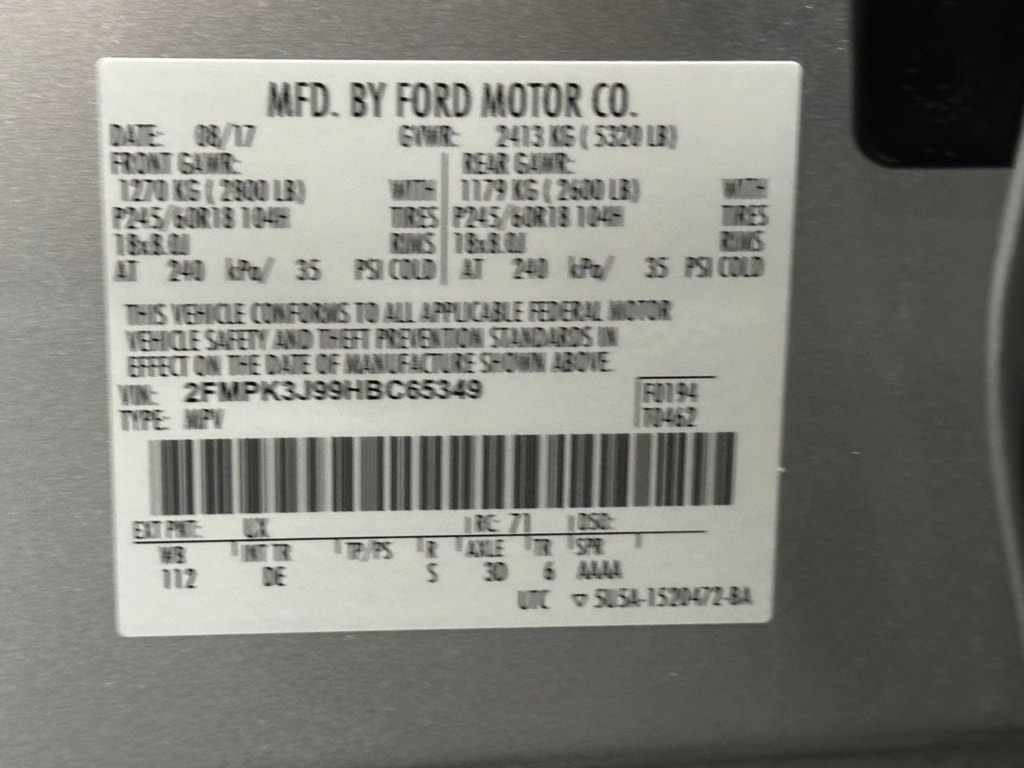 MFD. BY FORD MOTOR CO.
DATE: 08/17 GVWR: 2413 KG ( 5320 LB)
FRONT GAWR: REAR GAWR:
1270 KG ( 2800 LB) WITH 1179 KG ( 2600 LB) WITH
P245/60R18 104H TIRES P245/60R18 104H TIRES
18x8.0J RIMS 18x8.0J RIMS
AT 240 kPa/ 35 PSI COLD AT 240 kPa/ 35 PSI COLD
THIS VEHICLE CONFORMS TO ALL APPLICABLE FEDERAL MOTOR
VEHICLE SAFETY AND THEFT PREVENTION STANDARDS IN
EFFECT ON THE DATE OF MANUFACTURE SHOWN ABOVE.
VIN: 2FMPK3J99HBC65349 F0194
TYPE: MPV T0462
EXT PNT: UX RC: 71 DSO:
WB INT TR TP/PS R AXLE TR SPR
112 DE S 3D 6 AAAA
UTC ▽ 5U5A-1520472-BA